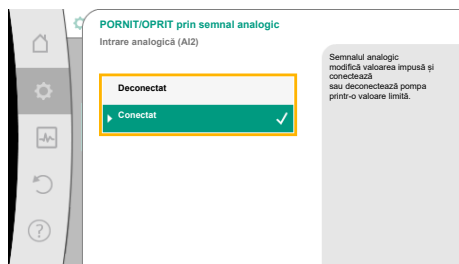 PORNIT/OPRIT prin semnal analogic
Intrare analogică (AI2)
Deconectat
Conectat
Semnalul analogic
modifică valoarea impusă și
conectează
sau deconectează pompa
printr-o valoare limită.
?